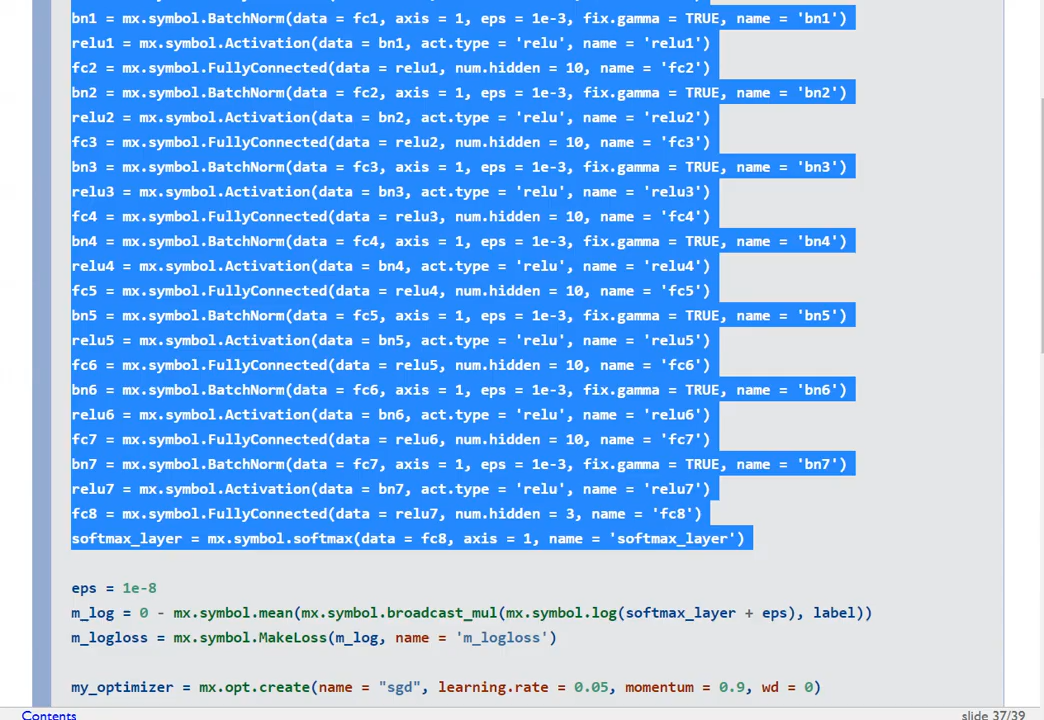 bn1 = mx.symbol.BatchNorm(data = fc1, axis = 1, eps = 1e-3, fix.gamma = TRUE, name = 'bn1')
relu1 = mx.symbol.Activation(data = bn1, act.type = 'relu', name = 'relu1')
fc2 = mx.symbol.FullyConnected(data = relu1, num.hidden = 10, name = 'fc2')
bn2 = mx.symbol.BatchNorm(data = fc2, axis = 1, eps = 1e-3, fix.gamma = TRUE, name = 'bn2')
relu2 = mx.symbol.Activation(data = bn2, act.type = 'relu', name = 'relu2')
fc3 = mx.symbol.FullyConnected(data = relu2, num.hidden = 10, name = 'fc3')
bn3 = mx.symbol.BatchNorm(data = fc3, axis = 1, eps = 1e-3, fix.gamma = TRUE, name = 'bn3')
relu3 = mx.symbol.Activation(data = bn3, act.type = 'relu', name = 'relu3')
fc4 = mx.symbol.FullyConnected(data = relu3, num.hidden = 10, name = 'fc4')
bn4 = mx.symbol.BatchNorm(data = fc4, axis = 1, eps = 1e-3, fix.gamma = TRUE, name = 'bn4')
relu4 = mx.symbol.Activation(data = bn4, act.type = 'relu', name = 'relu4')
fc5 = mx.symbol.FullyConnected(data = relu4, num.hidden = 10, name = 'fc5')
bn5 = mx.symbol.BatchNorm(data = fc5, axis = 1, eps = 1e-3, fix.gamma = TRUE, name = 'bn5')
relu5 = mx.symbol.Activation(data = bn5, act.type = 'relu', name = 'relu5')
fc6 = mx.symbol.FullyConnected(data = relu5, num.hidden = 10, name = 'fc6')
bn6 = mx.symbol.BatchNorm(data = fc6, axis = 1, eps = 1e-3, fix.gamma = TRUE, name = 'bn6')
relu6 = mx.symbol.Activation(data = bn6, act.type = 'relu', name = 'relu6')
fc7 = mx.symbol.FullyConnected(data = relu6, num.hidden = 10, name = 'fc7')
bn7 = mx.symbol.BatchNorm(data = fc7, axis = 1, eps = 1e-3, fix.gamma = TRUE, name = 'bn7')
relu7 = mx.symbol.Activation(data = bn7, act.type = 'relu', name = 'relu7')
fc8 = mx.symbol.FullyConnected(data = relu7, num.hidden = 3, name = 'fc8')
softmax_layer = mx.symbol.softmax(data = fc8, axis = 1, name = 'softmax_layer')
eps = 1e-8
m_log = 0 - mx.symbol.mean(mx.symbol.broadcast_mul(mx.symbol.log(softmax_layer + eps), label))
m_logloss = mx.symbol.MakeLoss(m_log, name = 'm_logloss')
my_optimizer = mx.opt.create(name = "sgd", learning.rate = 0.05, momentum = 0.9, wd = 0)
Contents
slide 37/39